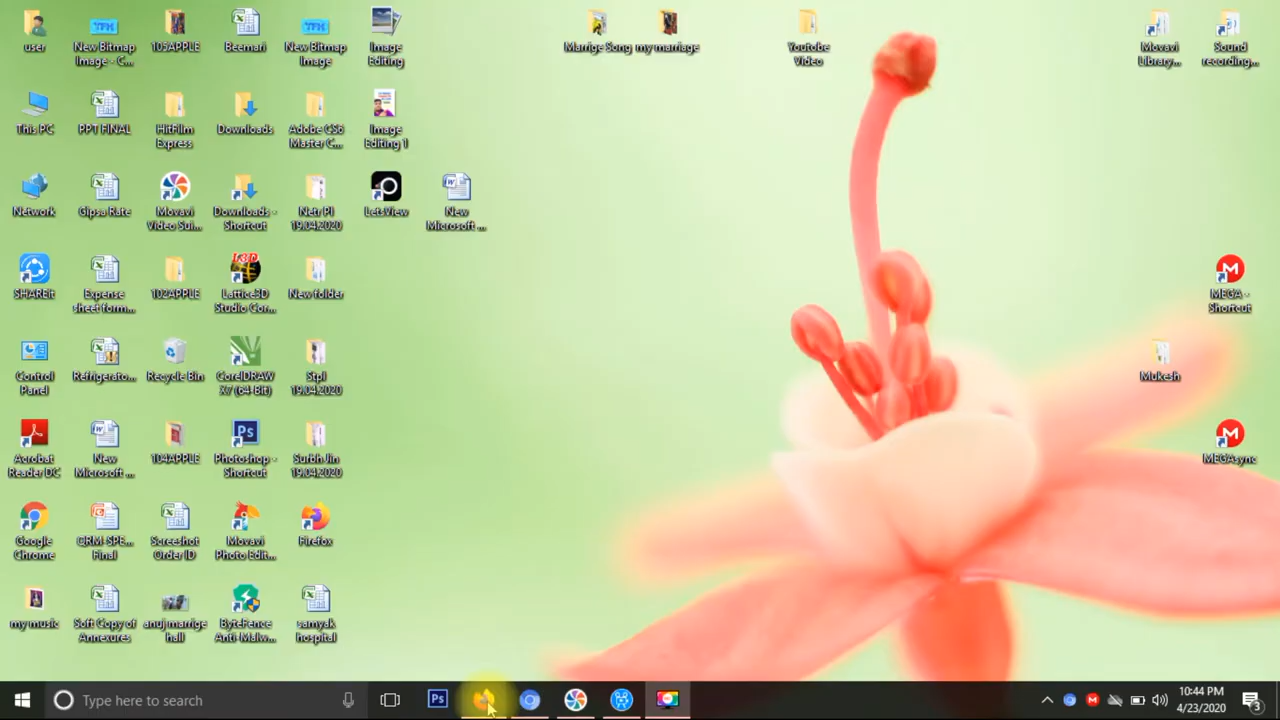 user
New Bitmap
Image - C...
105APPLE
Beemari
New Bitmap
Image
Image
Editing
Marrige Song
my marriage
Youtube
Video
Movavi
Library...
Sound
recording...
This PC
PPT FINAL
HitFilm
Express
Downloads
Adobe CS6
Master C...
Image
Editing 1
Network
Gipsa Rate
Movavi
Video Sui...
Downloads -
Shortcut
Netr Pl
19.04.2020
LetsView
New
Microsoft ...
SHAREit
Expense
sheet form...
102APPLE
Lattice3D
Studio Cor...
New folder
MEGA -
Shortcut
Control
Panel
Refrigerato...
Recycle Bin
CorelDRAW
X7 (64-Bit)
Stpl
19.04.2020
Mukesh
Acrobat
Reader DC
New
Microsoft ...
104APPLE
Photoshop -
Shortcut
Surbh Jin
19.04.2020
MEGAsync
Google
Chrome
CRM-SPE...
Final
Screeshot
Order ID
Movavi
Photo Edit...
Firefox
my music
Soft Copy of
Annexures
anuj marrige
hall
ByteFence
Anti-Malw...
samyak
hospital
Type here to search
Ps
10:44 PM
4/23/2020
3